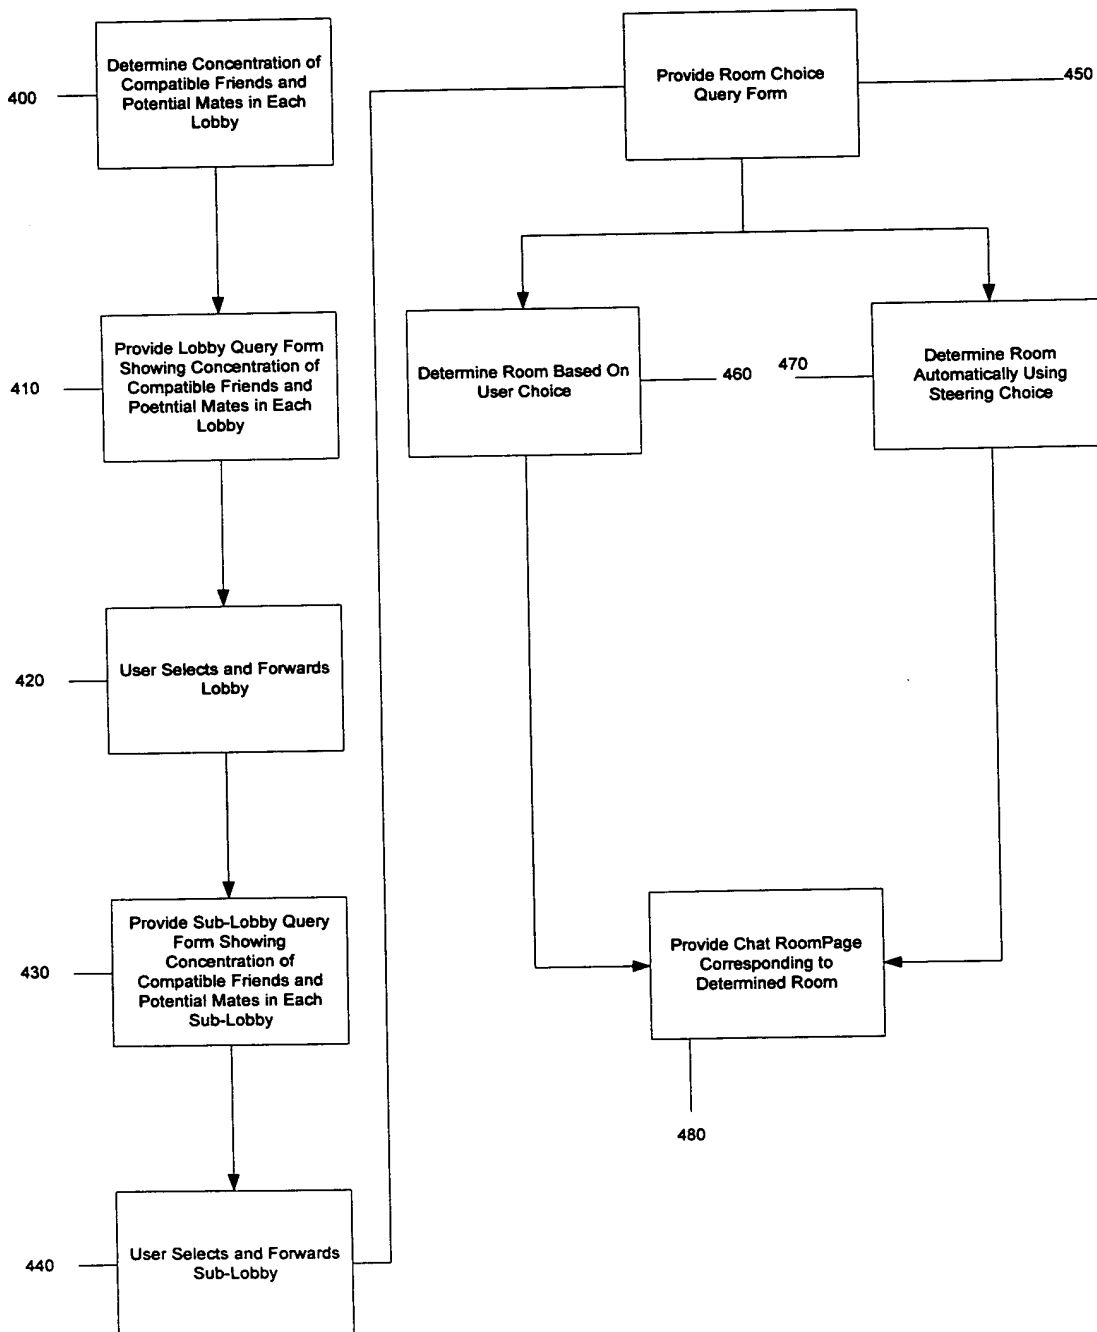 400
Determine Concentration of
Compatible Friends and
Potential Mates in Each
Lobby
410
Provide Lobby Query Form
Showing Concentration of
Compatible Friends and
Poetntial Mates in Each
Lobby
420
User Selects and Forwards
Lobby
430
Provide Sub-Lobby Query
Form Showing
Concentration of
Compatible Friends and
Potential Mates in Each
Sub-Lobby
440
User Selects and Forwards
Sub-Lobby
Provide Room Choice
Query Form
450
Determine Room Based On
User Choice
460
470
Determine Room
Automatically Using
Steering Choice
Provide Chat RoomPage
Corresponding to
Determined Room
480